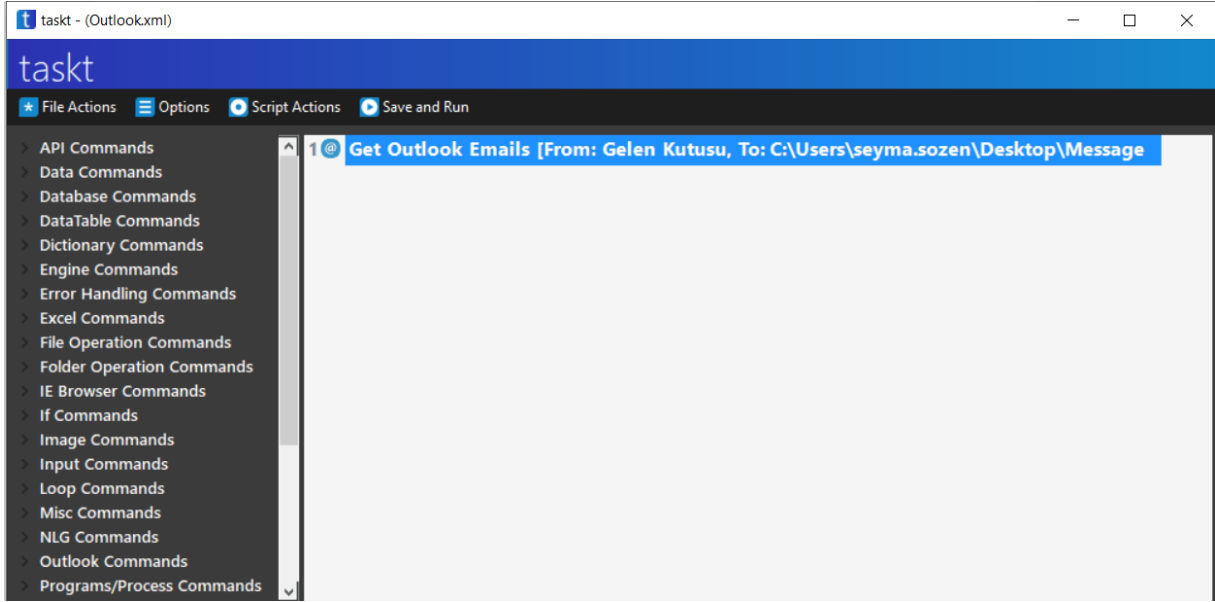 taskt - (Outlook.xml)
taskt
File Actions Options Script Actions Save and Run
API Commands
Data Commands
Database Commands
DataTable Commands
Dictionary Commands
Engine Commands
Error Handling Commands
Excel Commands
File Operation Commands
Folder Operation Commands
IE Browser Commands
If Commands
Image Commands
Input Commands
Loop Commands
Misc Commands
NLG Commands
Outlook Commands
Programs/Process Commands
1 @ Get Outlook Emails [From: Gelen Kutusu, To: C:\Users\seyma.sozen\Desktop\Message